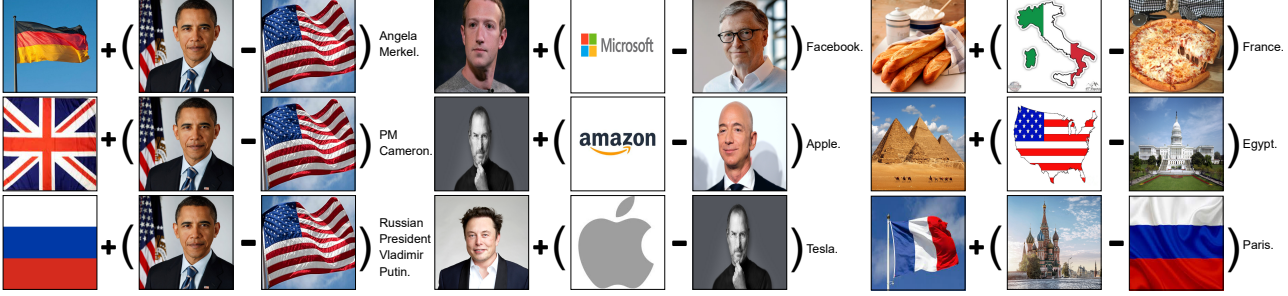 Angela
Merkel.
Microsoft
Facebook.
France.
PM
Cameron.
amazon
Apple.
Egypt.
Russian
President
Vladimir
Putin.
Tesla.
Paris.